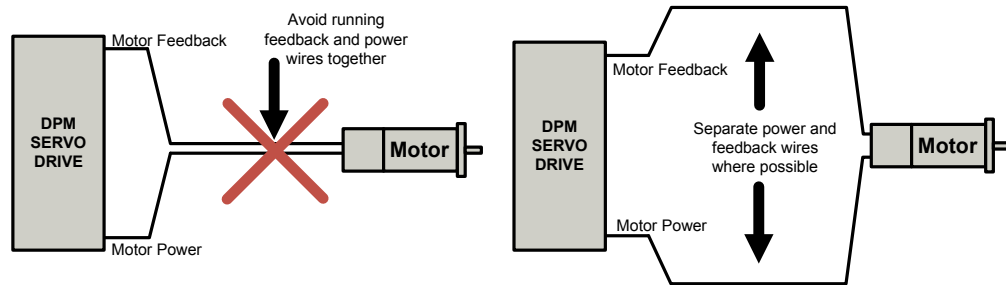 Motor Feedback
Avoid running
feedback and power
wires together
DPM
SERVO
DRIVE
Motor
Motor Power
Motor Feedback
DPM
SERVO
DRIVE
Separate power and
feedback wires
where possible
Motor
Motor Power